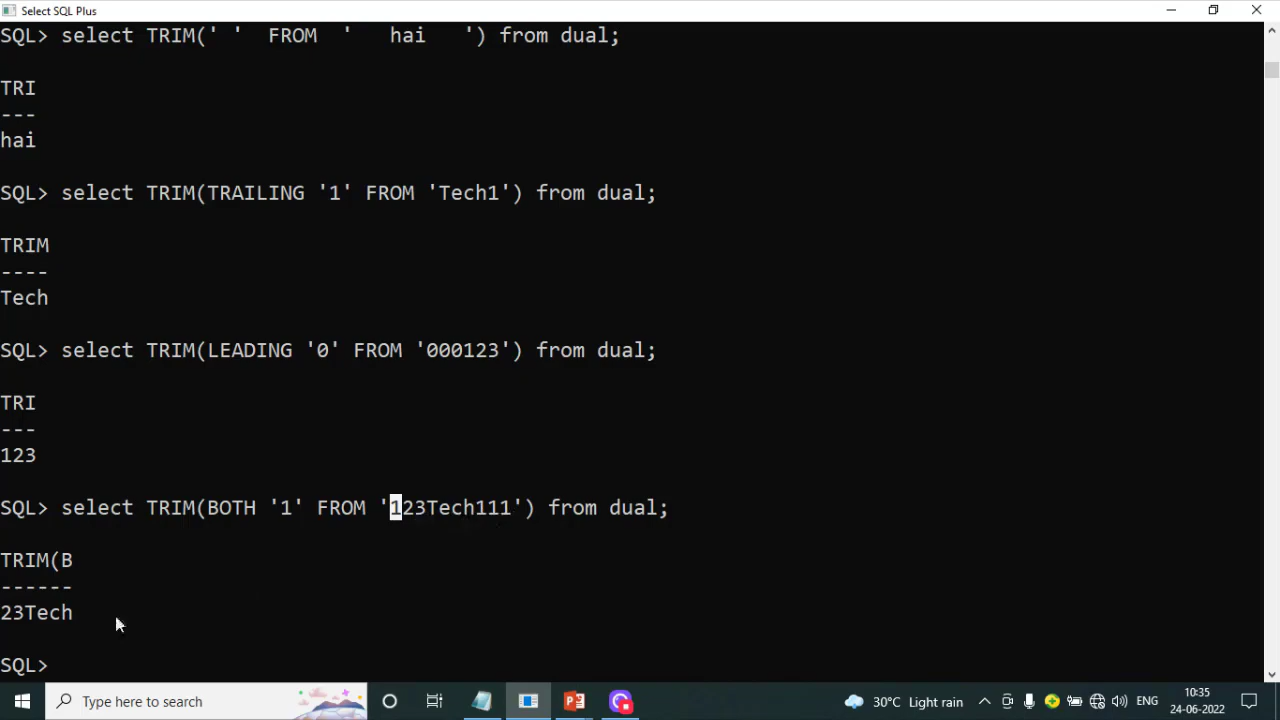 Select SQL Plus
SQL> select TRIM(' '  FROM  '   hai   ') from dual;
TRI
---
hai
SQL> select TRIM(TRAILING '1' FROM 'Tech1') from dual;
TRIM
----
Tech
SQL> select TRIM(LEADING '0' FROM '000123') from dual;
TRI
---
123
SQL> select TRIM(BOTH '1' FROM '123Tech111') from dual;
TRIM(B
------
23Tech
SQL>
Type here to search
30°C Light rain
ENG
10:35
24-06-2022